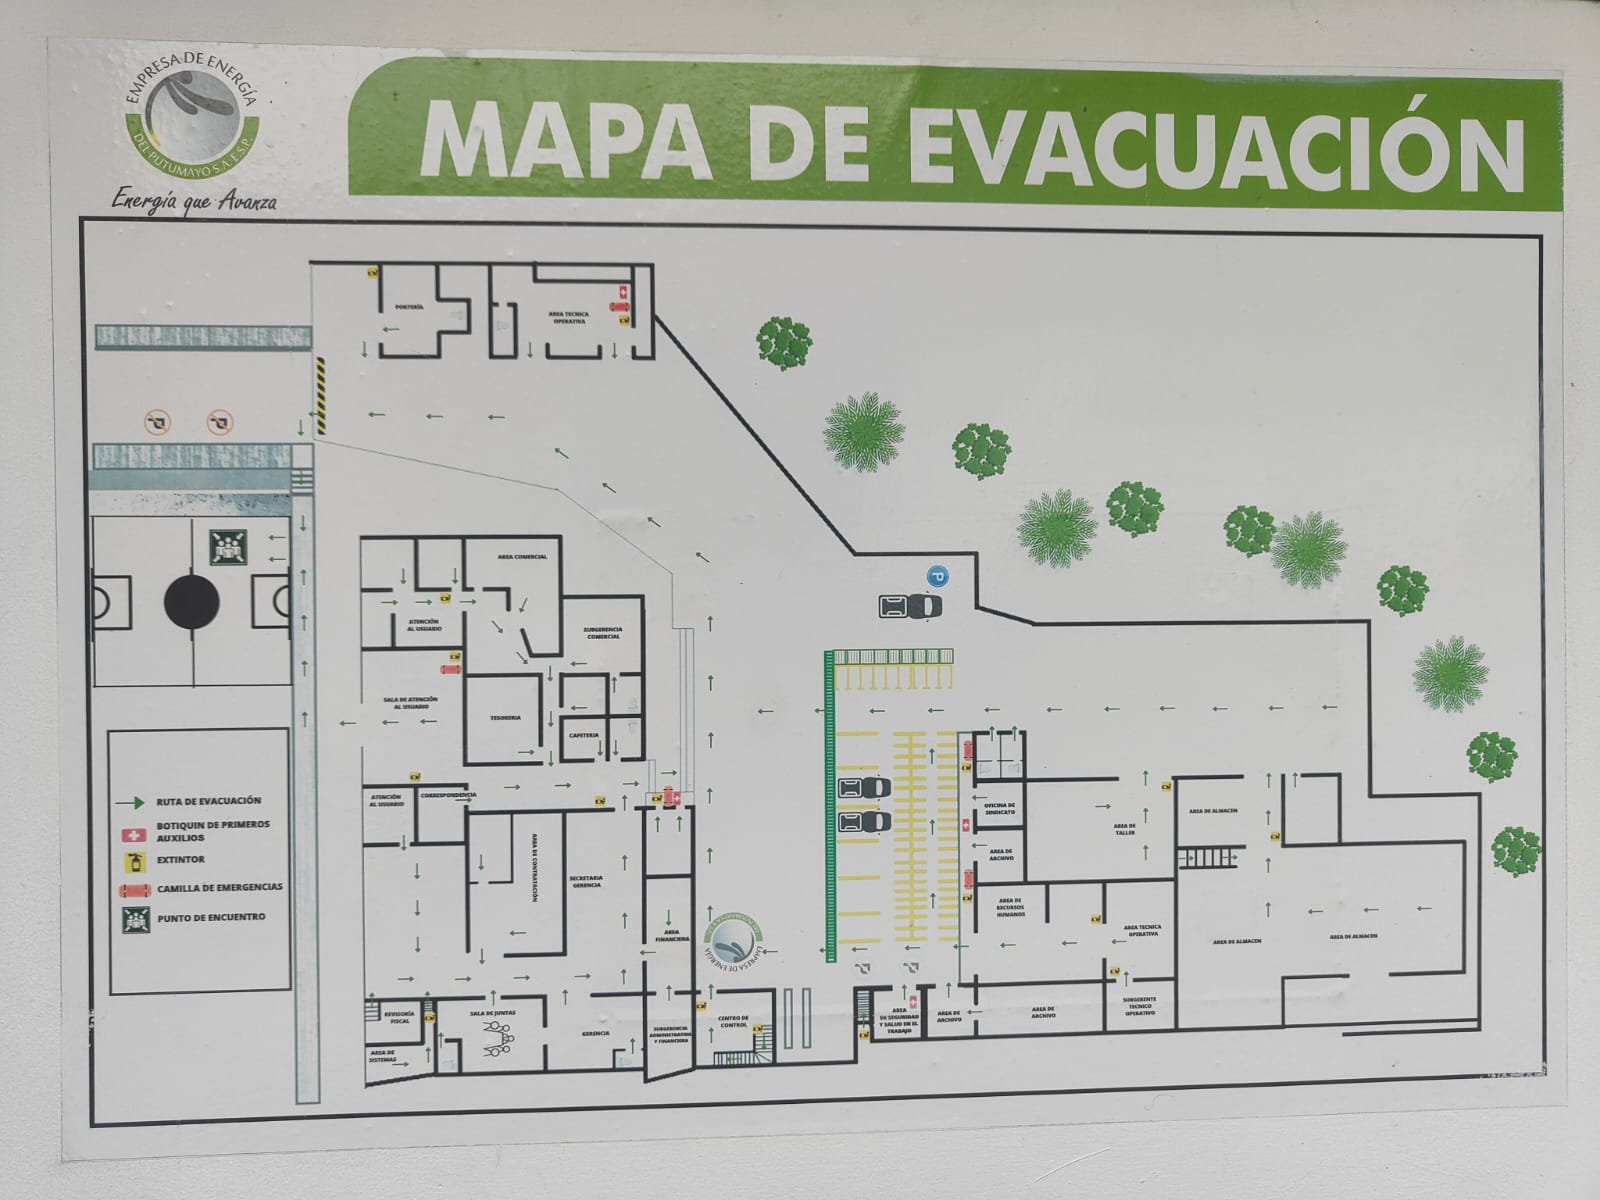 EMPRESA DE ENERGÍA
DEL PUTUMAYO S.A. E.S.P.
Energía que Avanza
MAPA DE EVACUACIÓN
PORTERÍA
AREA TECNICA
OPERATIVA
P
AREA COMERCIAL
ATENCIÓN
AL USUARIO
SUBGERENCIA
COMERCIAL
SALA DE ATENCIÓN
AL USUARIO
TESORERIA
CAFETERIA
ATENCIÓN
AL USUARIO
CORRESPONDENCIA
AREA DE CONTRATACIÓN
SECRETARIA
GERENCIA
AREA
FINANCIERA
EMPRESA DE ENERGÍA
REVISORÍA
FISCAL
SALA DE JUNTAS
GERENCIA
AREA DE
SISTEMAS
SUBGERENCIA
ADMINISTRATIVA
Y FINANCIERA
CENTRO DE
CONTROL
OFICINA DE
SINDICATO
AREA DE
ARCHIVO
AREA DE
TALLER
AREA DE ALMACEN
AREA DE
RECURSOS
HUMANOS
AREA TECNICA
OPERATIVA
AREA DE ALMACEN
AREA DE ALMACEN
AREA
DE SEGURIDAD
Y SALUD EN EL
TRABAJO
AREA DE
ARCHIVO
AREA DE
ARCHIVO
SUBGERENTE
TECNICO
OPERATIVO
RUTA DE EVACUACIÓN
BOTIQUIN DE PRIMEROS
AUXILIOS
EXTINTOR
CAMILLA DE EMERGENCIAS
PUNTO DE ENCUENTRO